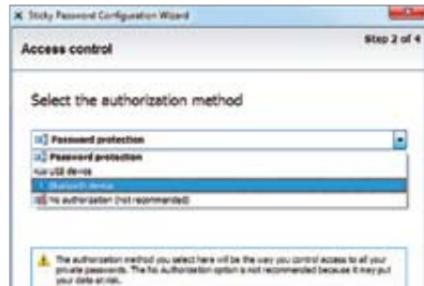 Sticky Password Configuration Wizard
Step 2 of 4
Access control
Select the authorization method
Password protection
Password protection
USB device
Bluetooth device
No authorization (not recommended)
The authorization method you select here will be the way you control access to all your
private passwords. The No Authorization option is not recommended because it may put
your data at risk.